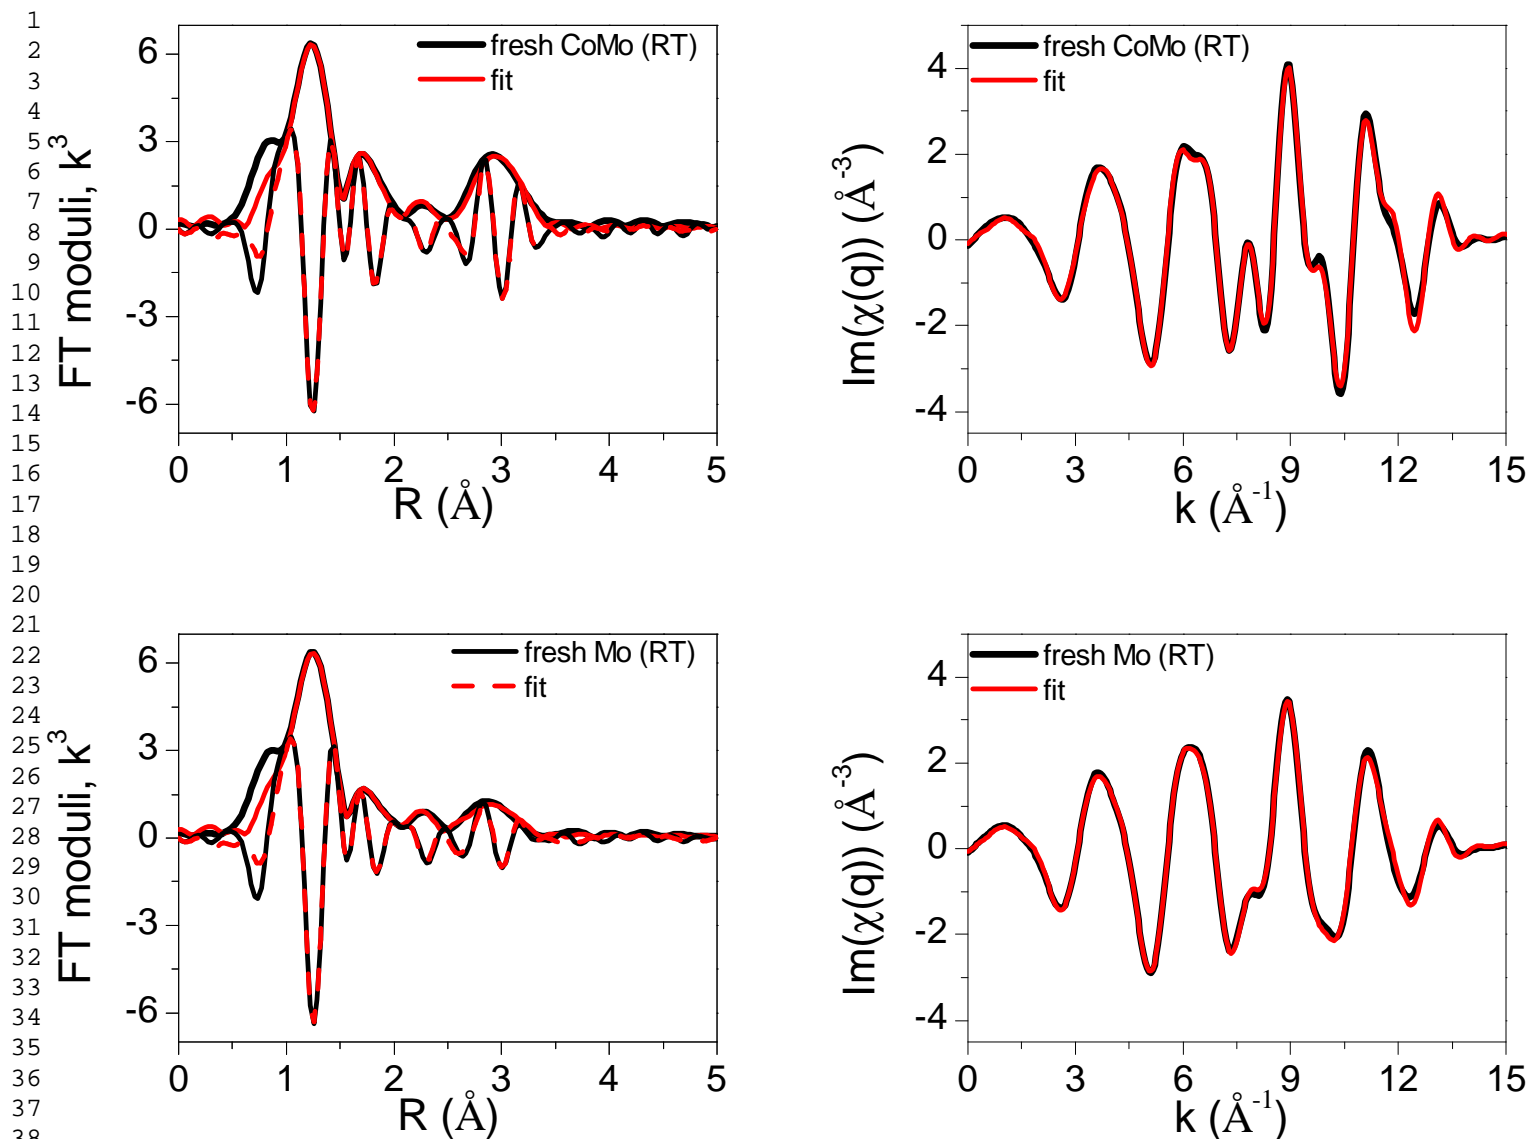 1
2
3
4
5
6
7
8
9
10
11
12
13
14
15
16
17
18
19
20
21
22
23
24
25
26
27
28
29
30
31
32
33
34
35
36
37
38
fresh CoMo (RT)
fit
6
3
0
-3
-6
FT moduli, k³
0 1 2 3 4 5
R (Å)
fresh CoMo (RT)
fit
4
2
0
-2
-4
Im(χ(q)) (Å⁻³)
0 3 6 9 12 15
k (Å⁻¹)
fresh Mo (RT)
fit
6
3
0
-3
-6
FT moduli, k³
0 1 2 3 4 5
R (Å)
fresh Mo (RT)
fit
4
2
0
-2
-4
Im(χ(q)) (Å⁻³)
0 3 6 9 12 15
k (Å⁻¹)